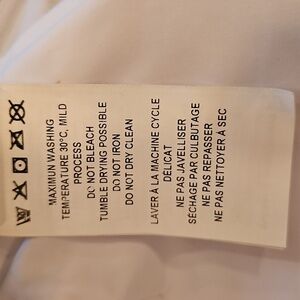 MAXIMUN WASHING
TEMPERATURE 30°C, MILD
PROCESS
DO NOT BLEACH
TUMBLE DRYING POSSIBLE
DO NOT IRON
DO NOT DRY CLEAN
LAVER À LA MACHINE CYCLE
DÉLICAT
NE PAS JAVELLISER
SÉCHAGE PAR CULBUTAGE
NE PAS REPASSER
NE PAS NETTOYER À SEC